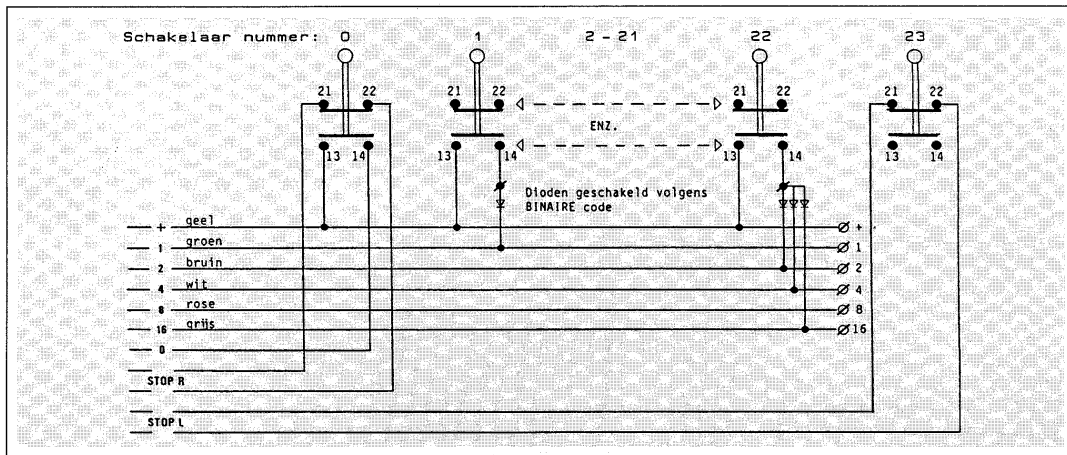 Schakelaar nummer: 0 1 2-21 22 23
21 22 21 22 21 22 21 22
ENZ.
13 14 13 14 13 14 13 14
Dioden geschakeld volgens
BINAIRE code
+ geel +
1 groen 1
2 bruin 2
4 wit 4
8 rose 8
16 grijs 16
0
STOP R
STOP L